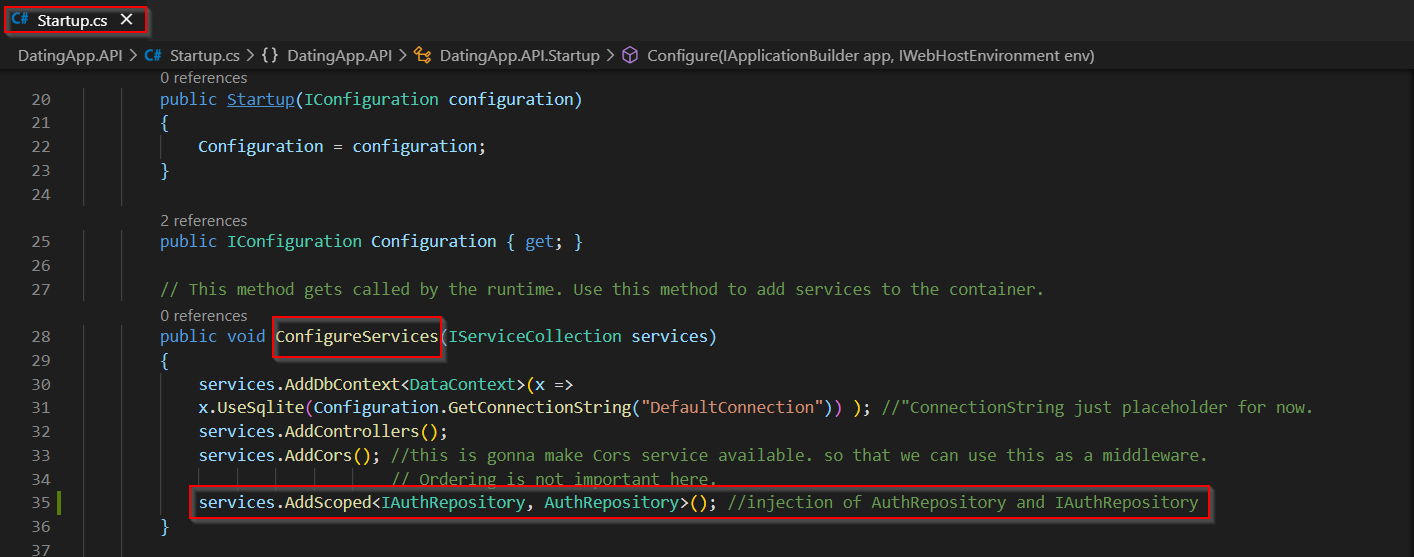 C# Startup.cs ×
DatingApp.API > C# Startup.cs > {} DatingApp.API > DatingApp.API.Startup > Configure(IApplicationBuilder app, IWebHostEnvironment env)
0 references
20 public Startup(IConfiguration configuration)
21 {
22 Configuration = configuration;
23 }
24
2 references
25 public IConfiguration Configuration { get; }
26
27 // This method gets called by the runtime. Use this method to add services to the container.
0 references
28 public void ConfigureServices(IServiceCollection services)
29 {
30 services.AddDbContext<DataContext>(x =>
31 x.UseSqlite(Configuration.GetConnectionString("DefaultConnection")) ); //"ConnectionString just placeholder for now.
32 services.AddControllers();
33 services.AddCors(); //this is gonna make Cors service available. so that we can use this as a middleware.
34 // Ordering is not important here.
35 services.AddScoped<IAuthRepository, AuthRepository>(); //injection of AuthRepository and IAuthRepository
36 }
37